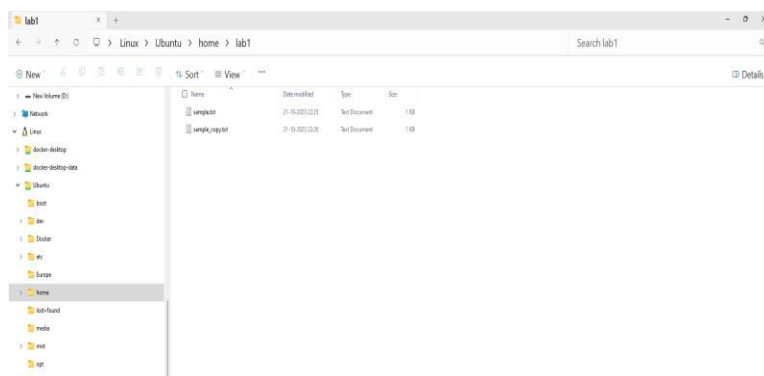 lab1
Linux > Ubuntu > home > lab1
Search lab1
New
Sort
View
Details
Name Date modified Type Size
sample.txt 21-10-2023 22:23 Text Document 1 KB
sample_copy.txt 21-10-2023 22:26 Text Document 1 KB
New Volume (D:)
Network
Linux
docker-desktop
docker-desktop-data
Ubuntu
boot
dev
Docker
etc
Europe
home
lost+found
media
mnt
opt